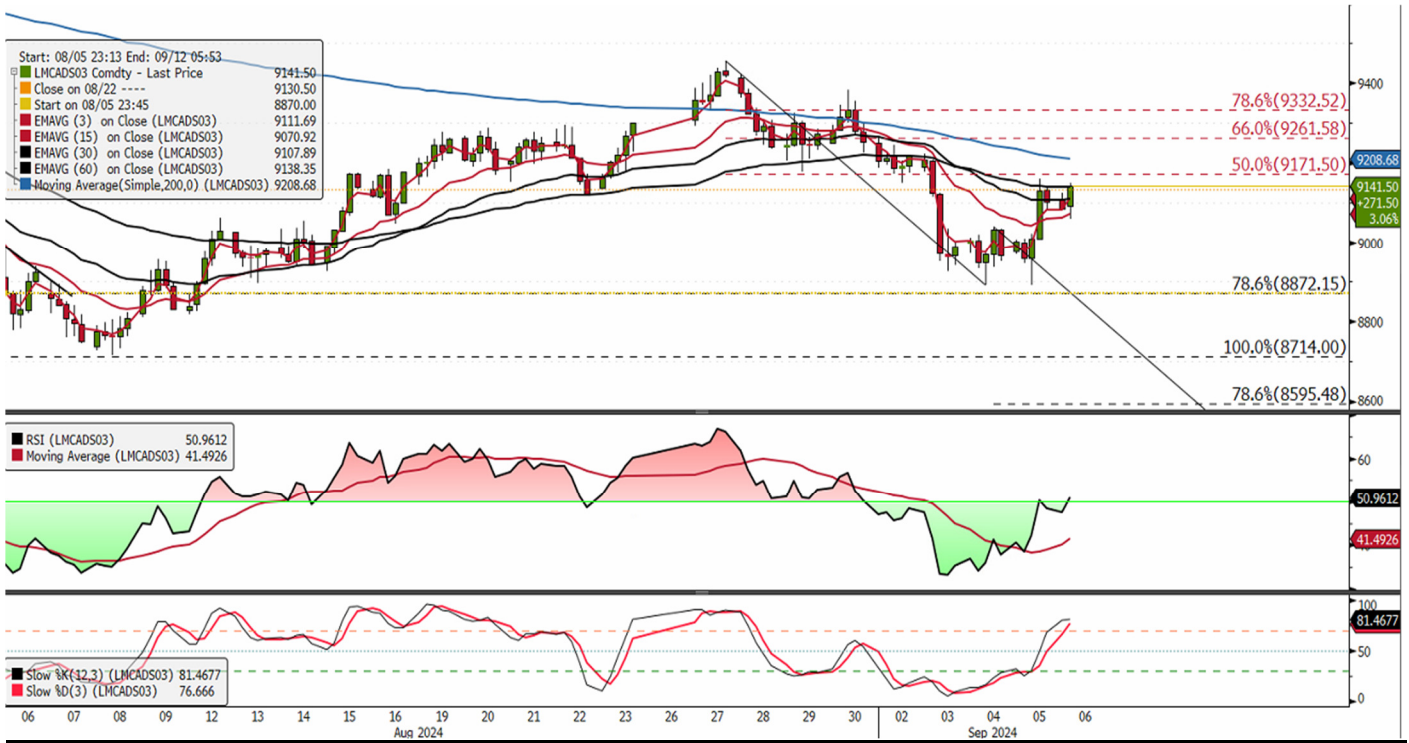 Start: 08/05 23:13 End: 09/12 05:53
LMCADS03 Comdty - Last Price 9141.50
Close on 08/22 ---- 9130.50
Start on 08/05 23:45 8870.00
EMAVG (3) on Close (LMCADS03) 9111.69
EMAVG (15) on Close (LMCADS03) 9070.92
EMAVG (30) on Close (LMCADS03) 9107.89
EMAVG (60) on Close (LMCADS03) 9138.35
Moving Average(Simple,200,0) (LMCADS03) 9208.68
9400
78.6%(9332.52)
66.0%(9261.58)
50.0%(9171.50)
9208.68
9141.50
+271.50
3.06%
9000
78.6%(8872.15)
8800
100.0%(8714.00)
78.6%(8595.48)
8600
RSI (LMCADS03) 50.9612
Moving Average (LMCADS03) 41.4926
60
50.9612
41.4926
100
81.4677
50
0
Slow %K(12,3) (LMCADS03) 81.4677
Slow %D(3) (LMCADS03) 76.666
06 07 08 09 12 13 14 15 16 19 20 21 22 23 26 27 28 29 30 02 03 04 05 06
Aug 2024 Sep 2024